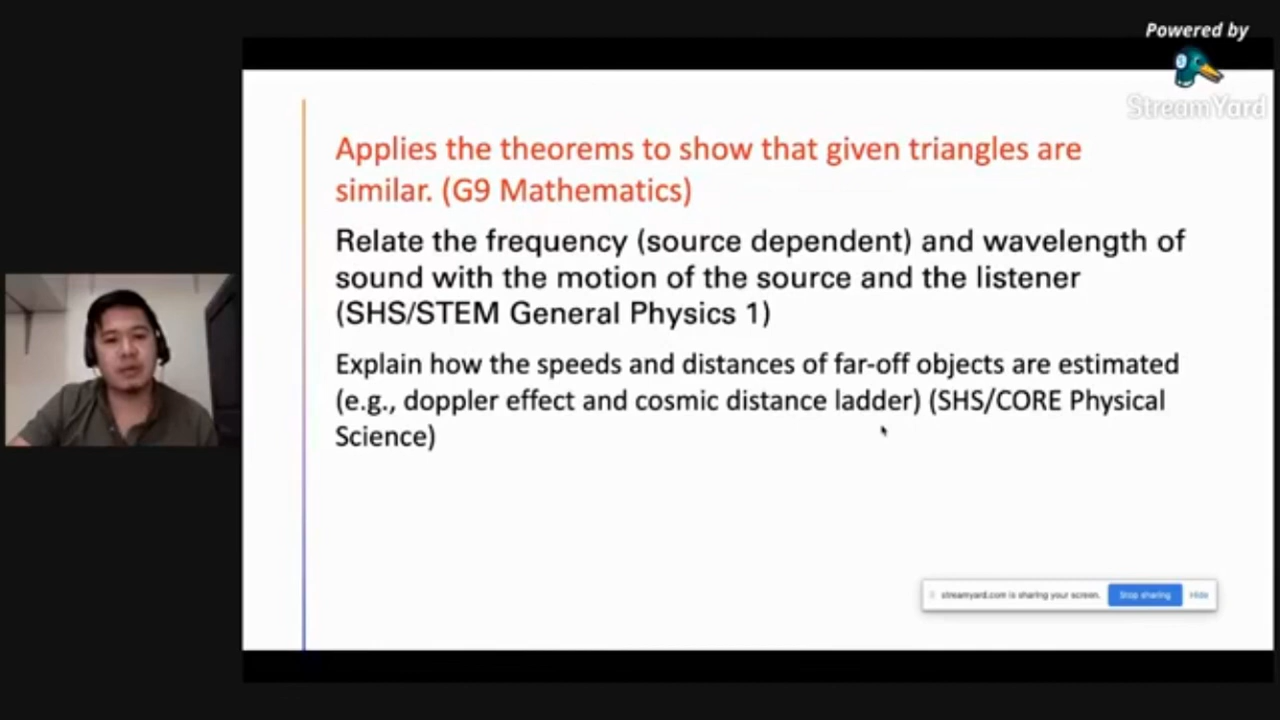 Powered by
StreamYard
Applies the theorems to show that given triangles are
similar. (G9 Mathematics)
Relate the frequency (source dependent) and wavelength of
sound with the motion of the source and the listener
(SHS/STEM General Physics 1)
Explain how the speeds and distances of far-off objects are estimated
(e.g., doppler effect and cosmic distance ladder) (SHS/CORE Physical
Science)
streamyard.com is sharing your screen. Stop sharing Hide